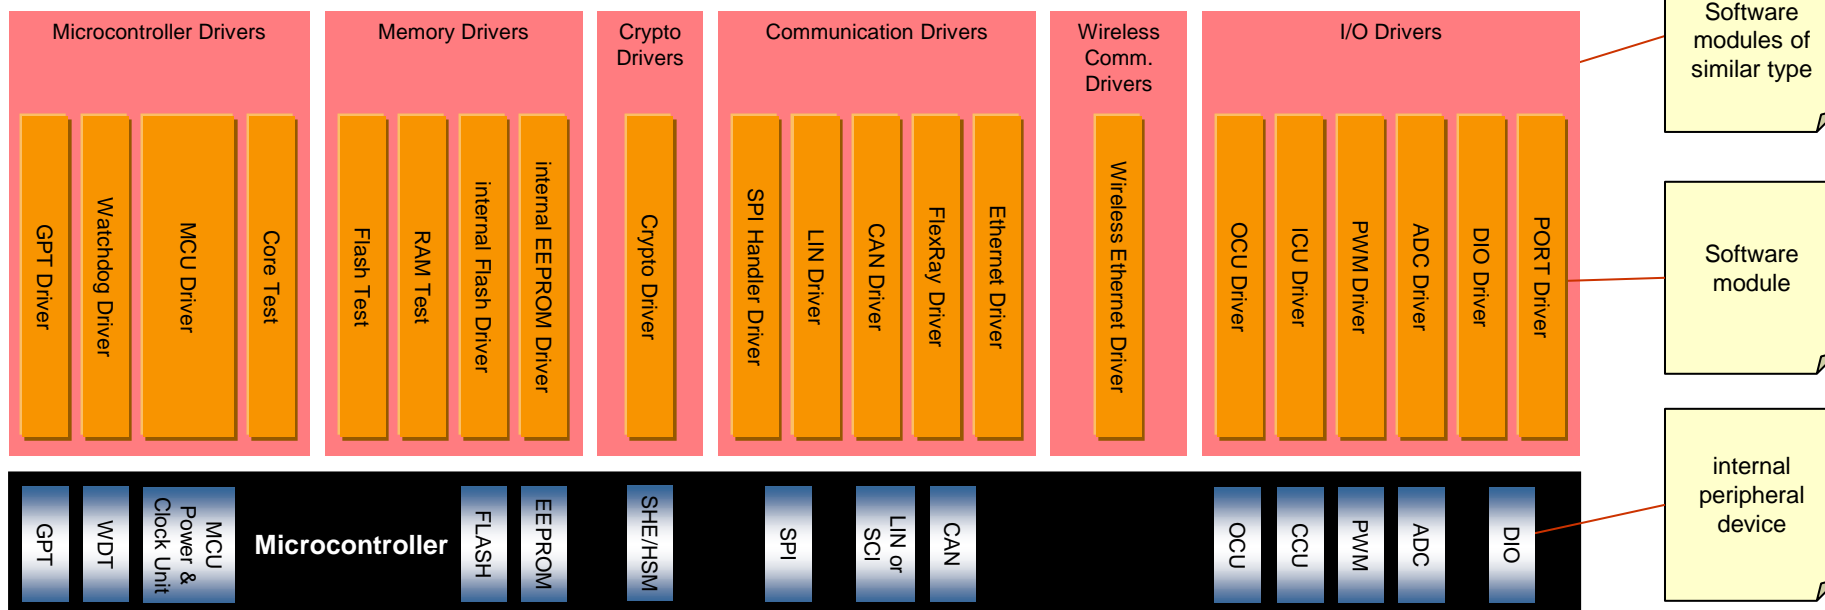 Microcontroller Drivers
Memory Drivers
Crypto
Drivers
Communication Drivers
Wireless
Comm.
Drivers
I/O Drivers
GPT Driver
Watchdog Driver
MCU Driver
Core Test
Flash Test
RAM Test
internal Flash Driver
internal EEPROM Driver
Crypto Driver
SPI Handler Driver
LIN Driver
CAN Driver
FlexRay Driver
Ethernet Driver
Wireless Ethernet Driver
OCU Driver
ICU Driver
PWM Driver
ADC Driver
DIO Driver
PORT Driver
GPT
WDT
MCU
Power &
Clock Unit
Microcontroller
FLASH
EEPROM
SHE/HSM
SPI
LIN or
SCI
CAN
OCU
CCU
PWM
ADC
DIO
Software
modules of
similar type
Software
module
internal
peripheral
device